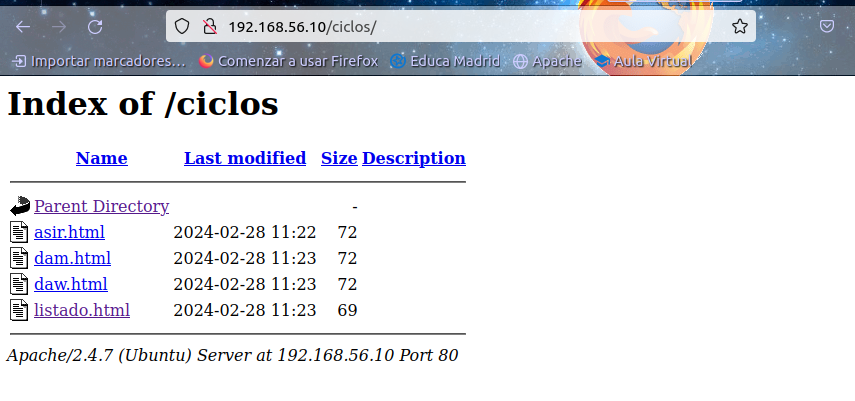 192.168.56.10/ciclos/
Importar marcadores… Comenzar a usar Firefox Educa Madrid Apache Aula Virtual
Index of /ciclos
Name Last modified Size Description
Parent Directory -
asir.html 2024-02-28 11:22 72
dam.html 2024-02-28 11:23 72
daw.html 2024-02-28 11:23 72
listado.html 2024-02-28 11:23 69
Apache/2.4.7 (Ubuntu) Server at 192.168.56.10 Port 80